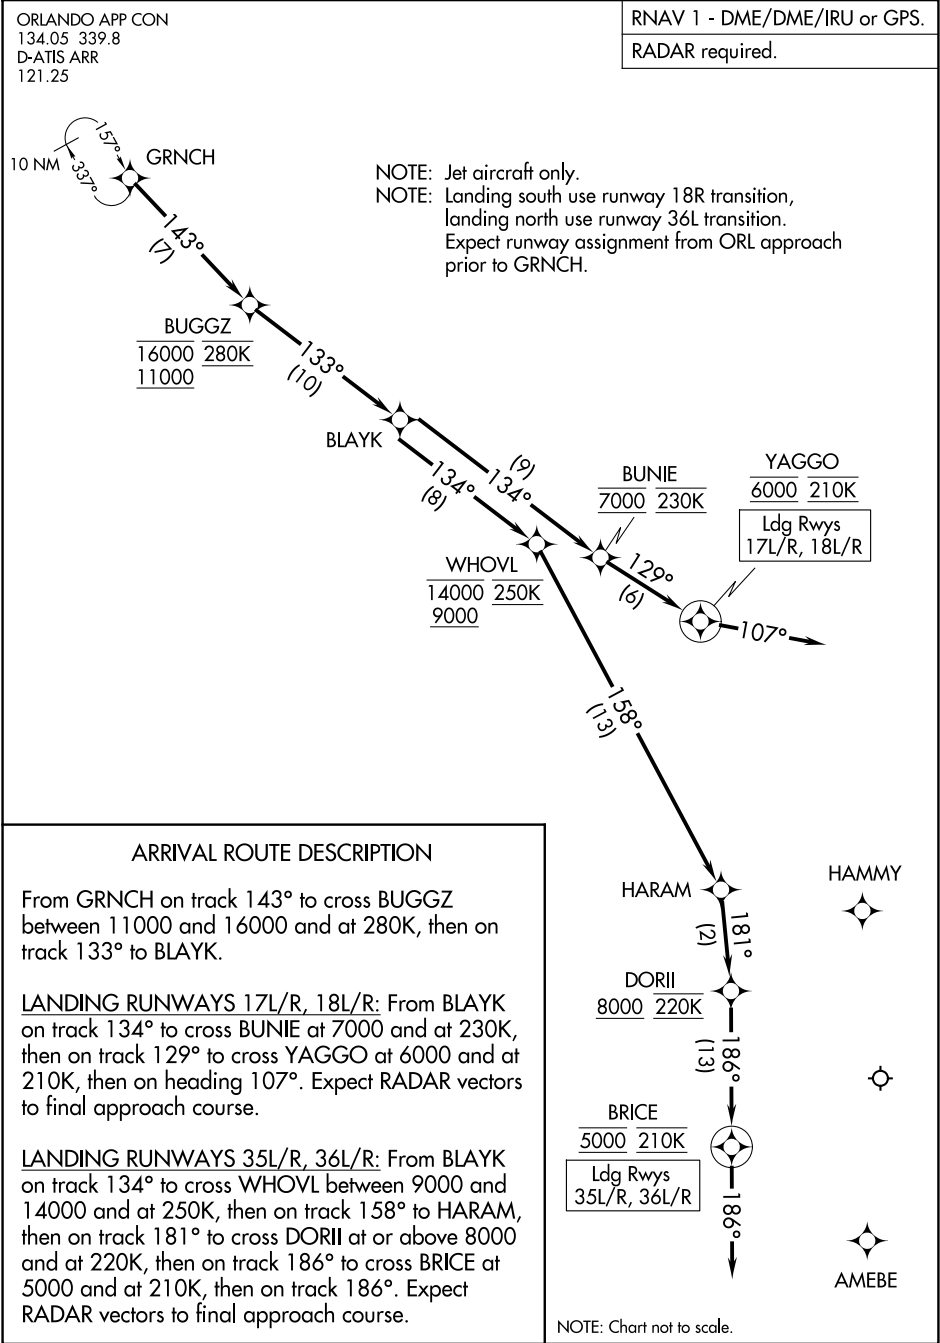 ORLANDO APP CON
134.05 339.8
D-ATIS ARR
121.25
RNAV 1 - DME/DME/IRU or GPS.
RADAR required.
10 NM
157°
337°
GRNCH
NOTE: Jet aircraft only.
NOTE: Landing south use runway 18R transition,
landing north use runway 36L transition.
Expect runway assignment from ORL approach
prior to GRNCH.
143°
(7)
BUGGZ
16000 280K
11000
133°
(10)
BLAYK
134°
(8)
(9)
134°
BUNIE
7000 230K
YAGGO
6000 210K
Ldg Rwys
17L/R, 18L/R
WHOVL
14000 250K
9000
129°
(6)
107°
158°
(13)
HARAM
HAMMY
181°
(2)
DORII
8000 220K
186°
(13)
BRICE
5000 210K
Ldg Rwys
35L/R, 36L/R
186°
AMEBE
NOTE: Chart not to scale.
ARRIVAL ROUTE DESCRIPTION
From GRNCH on track 143° to cross BUGGZ
between 11000 and 16000 and at 280K, then on
track 133° to BLAYK.
LANDING RUNWAYS 17L/R, 18L/R: From BLAYK
on track 134° to cross BUNIE at 7000 and at 230K,
then on track 129° to cross YAGGO at 6000 and at
210K, then on heading 107°. Expect RADAR vectors
to final approach course.
LANDING RUNWAYS 35L/R, 36L/R: From BLAYK
on track 134° to cross WHOVL between 9000 and
14000 and at 250K, then on track 158° to HARAM,
then on track 181° to cross DORII at or above 8000
and at 220K, then on track 186° to cross BRICE at
5000 and at 210K, then on track 186°. Expect
RADAR vectors to final approach course.